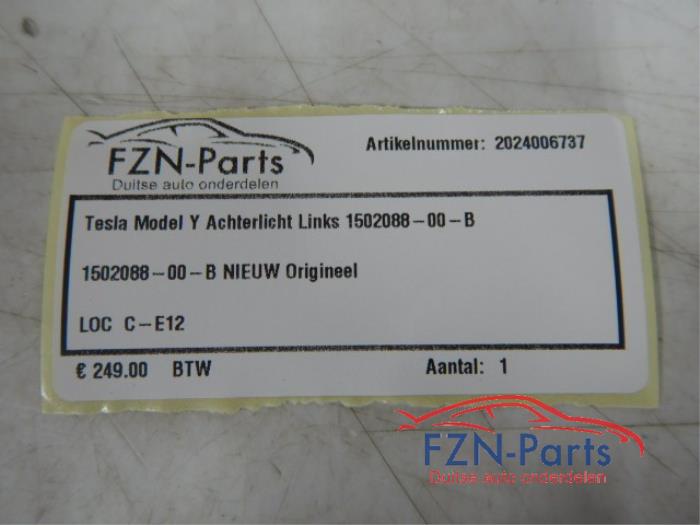 FZN-Parts
Duitse auto onderdelen
Artikelnummer: 2024006737
Tesla Model Y Achterlicht Links 1502088-00-B
1502088-00-B NIEUW Origineel
LOC C-E12
€ 249.00 BTW
Aantal: 1
FZN-Parts
Duitse auto onderdelen